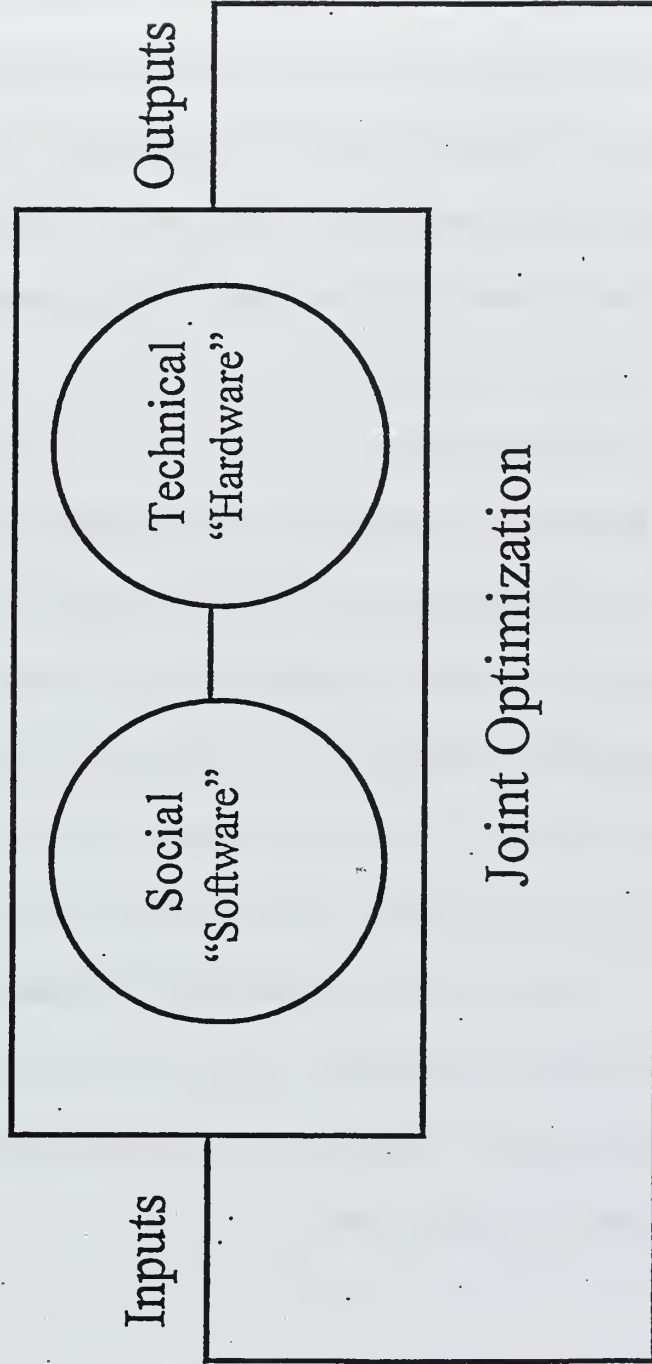 Inputs
Social
“Software”
Technical
“Hardware”
Outputs
Joint Optimization